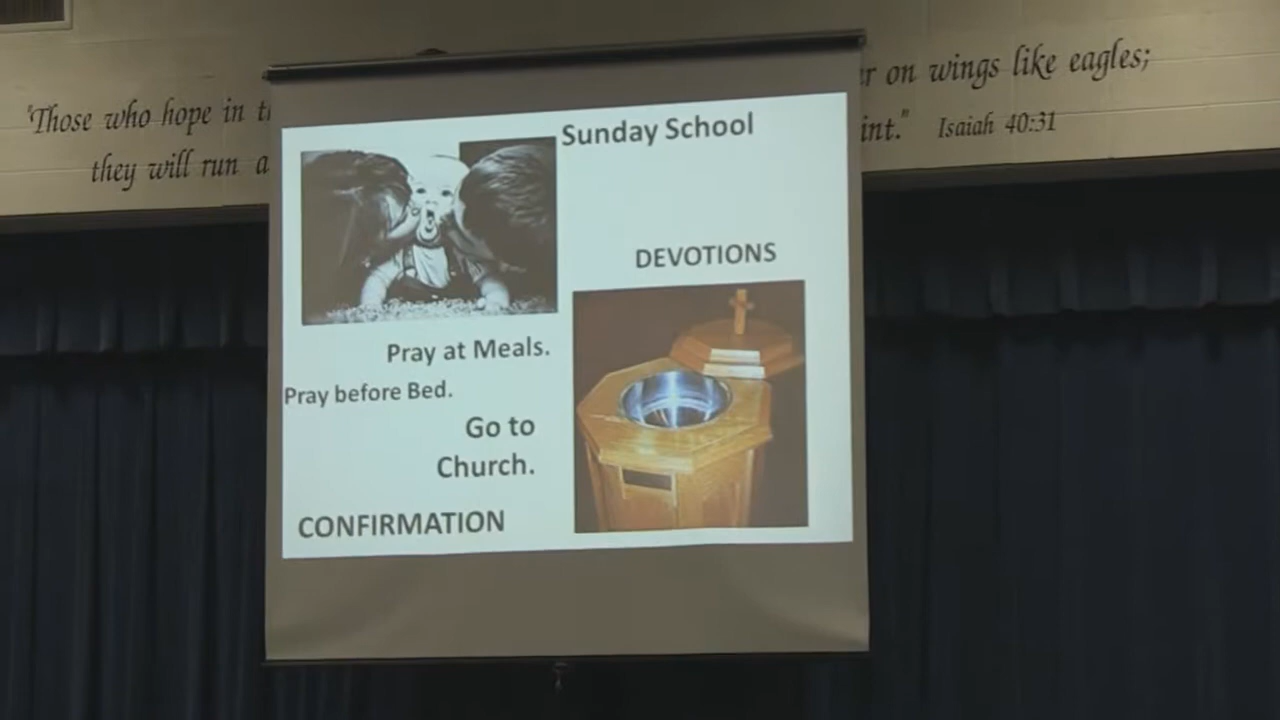 "Those who hope in
they will run a
on wings like eagles;
int." Isaiah 40:31
Sunday School
DEVOTIONS
Pray at Meals.
Pray before Bed.
Go to
Church.
CONFIRMATION